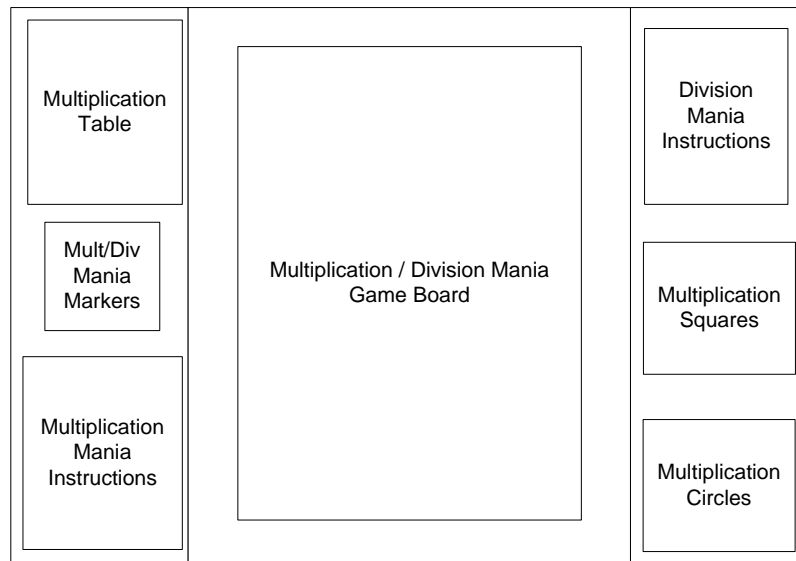 Multiplication
Table
Mult/Div
Mania
Markers
Multiplication
Mania
Instructions
Multiplication / Division Mania
Game Board
Division
Mania
Instructions
Multiplication
Squares
Multiplication
Circles